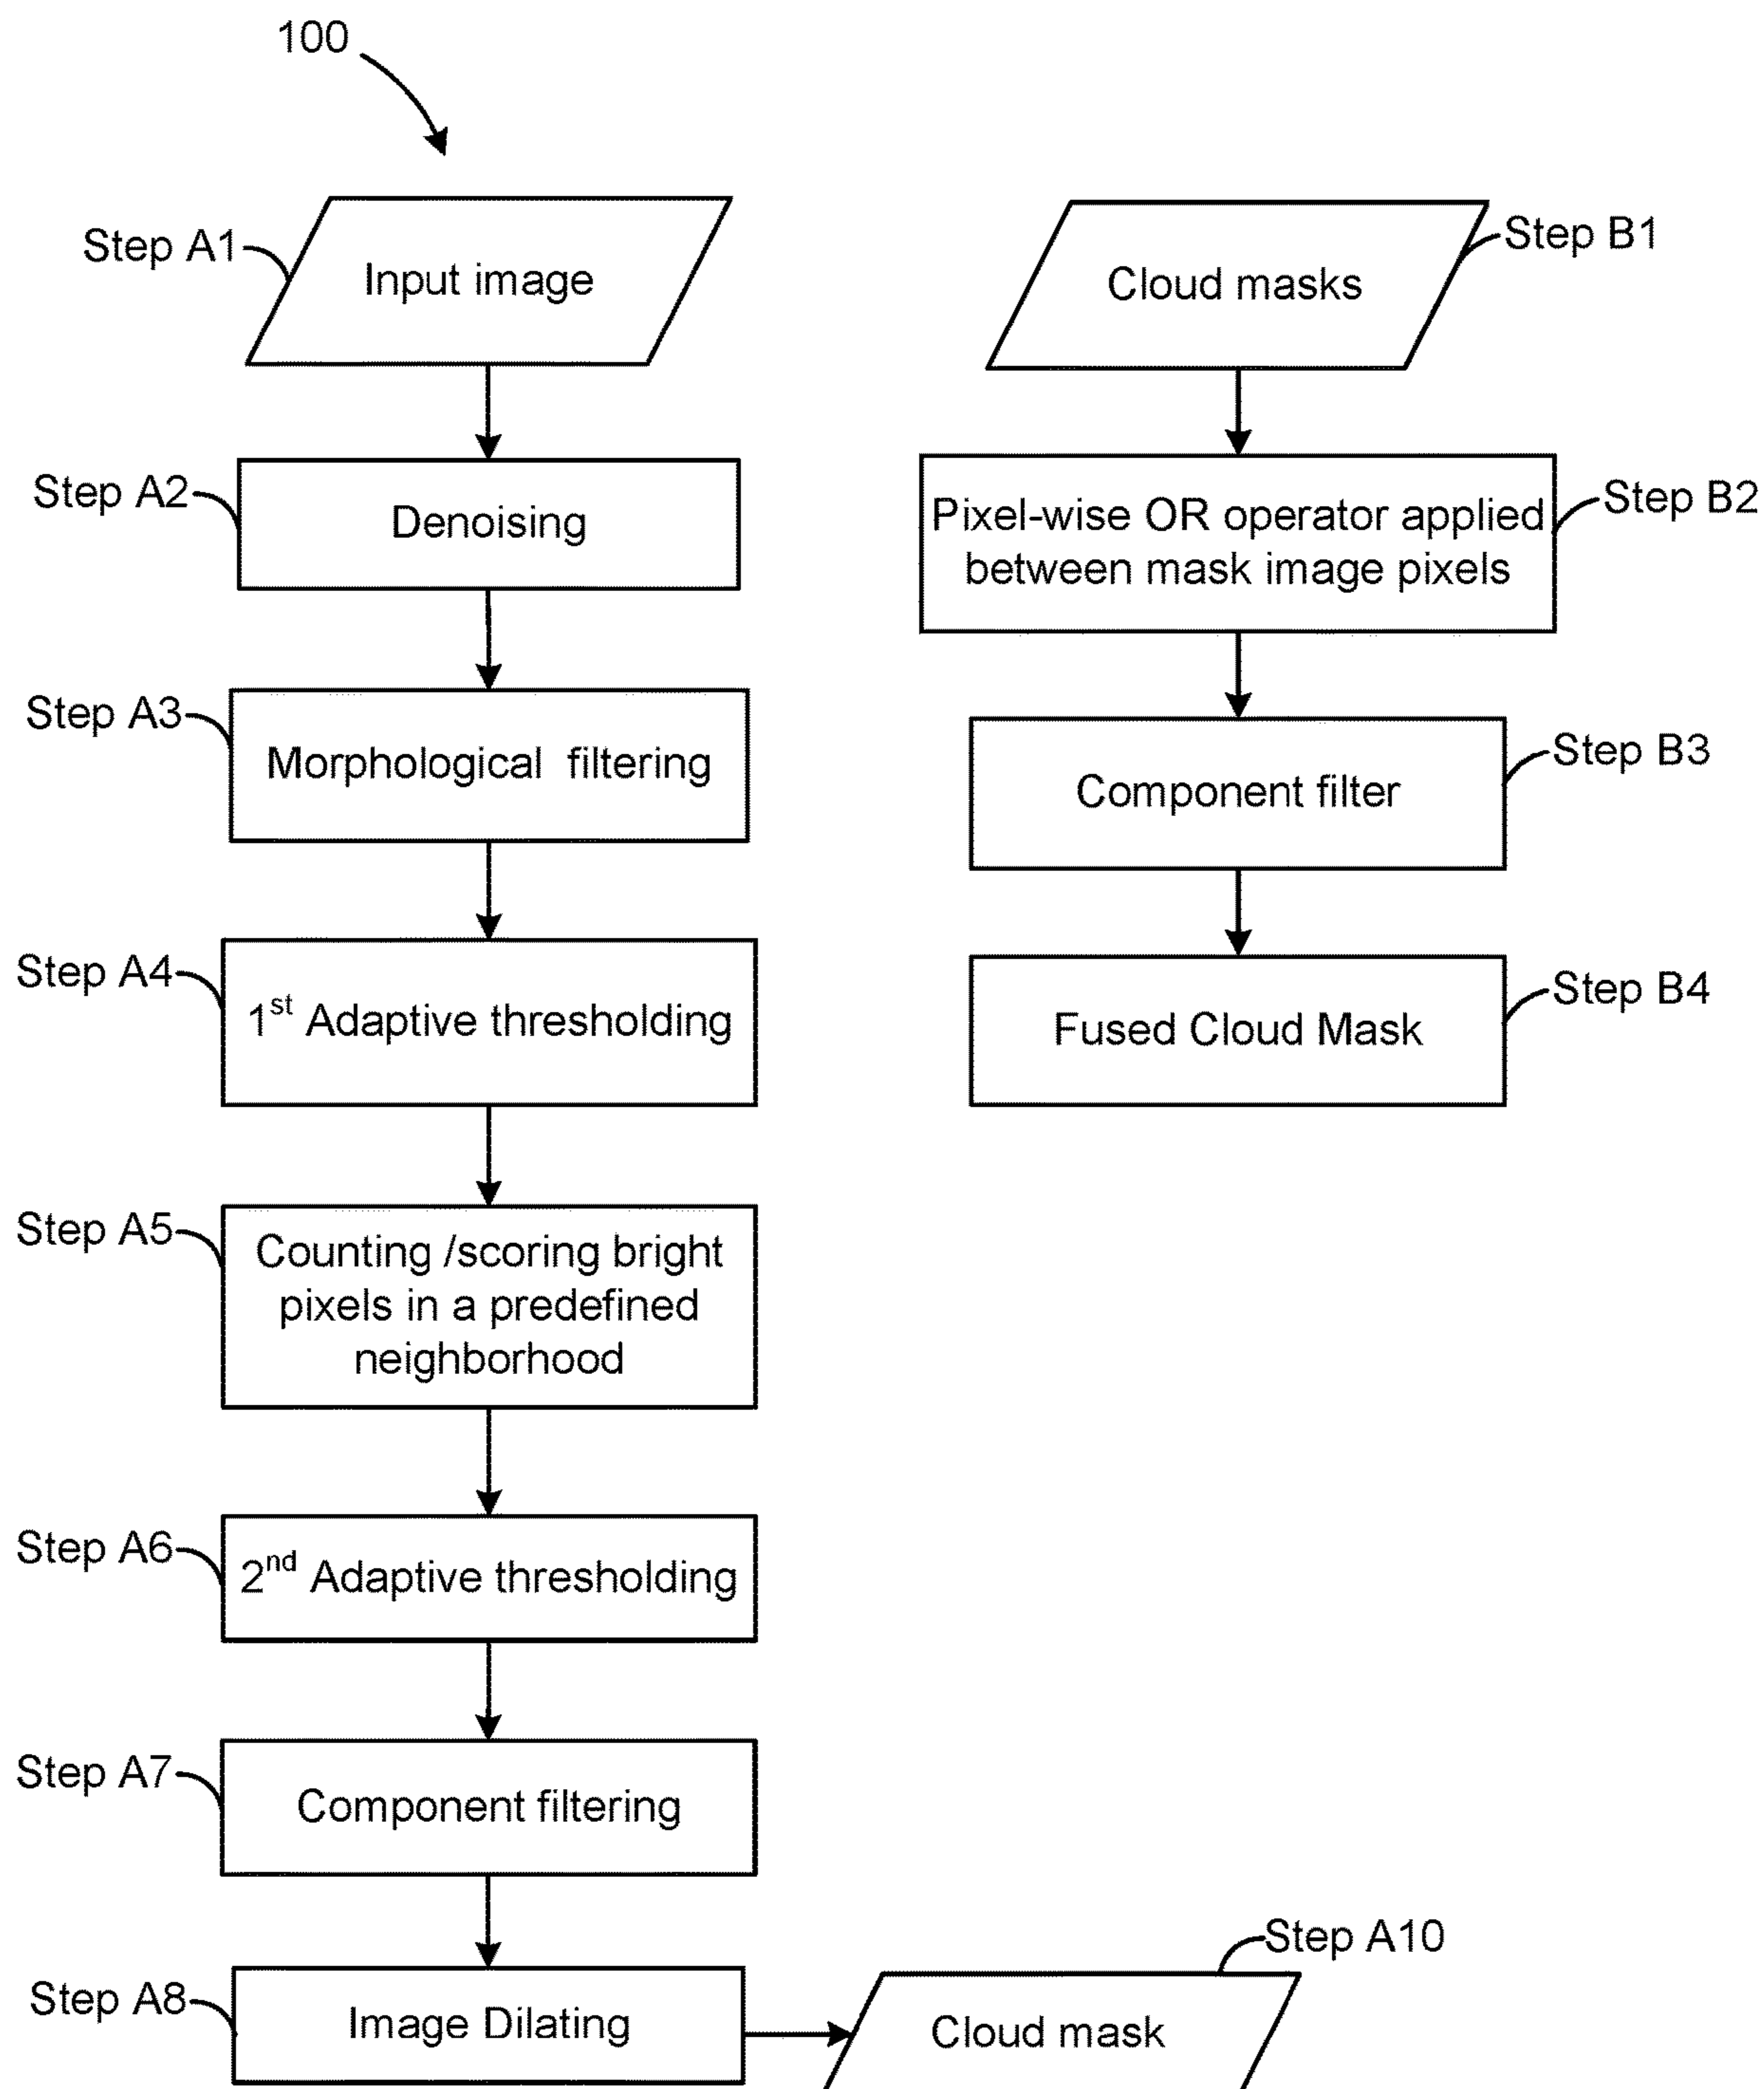 100
Step A1
Input image
Step A2
Denoising
Step A3
Morphological filtering
Step A4
1st Adaptive thresholding
Step A5
Counting /scoring bright
pixels in a predefined
neighborhood
Step A6
2nd Adaptive thresholding
Step A7
Component filtering
Step A8
Image Dilating
Step A10
Cloud mask
Step B1
Cloud masks
Step B2
Pixel-wise OR operator applied
between mask image pixels
Step B3
Component filter
Step B4
Fused Cloud Mask